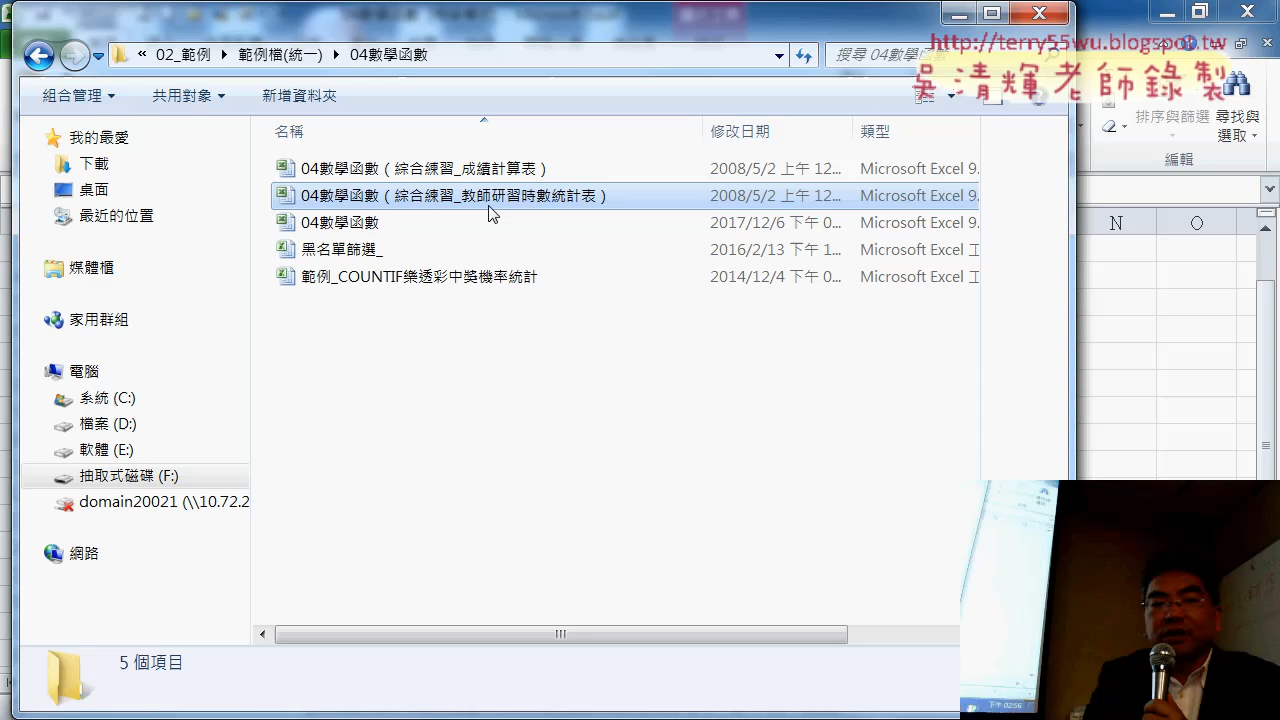 « 02_範例 ▸ 範例檔(統一) ▸ 04數學函數
搜尋 04數學函
http://terry55wu.blogspot.tw
吳清輝老師錄製
組合管理 共用對象 新增資料夾
排序與篩選 尋找與
選取
編輯
名稱 修改日期 類型
我的最愛
下載
桌面
最近的位置
媒體櫃
家用群組
電腦
系統 (C:)
檔案 (D:)
軟體 (E:)
抽取式磁碟 (F:)
domain20021 (\\10.72.2
網路
04數學函數（綜合練習_成績計算表） 2008/5/2 上午 12... Microsoft Excel 9.
04數學函數（綜合練習_教師研習時數統計表） 2008/5/2 上午 12... Microsoft Excel 9.
04數學函數 2017/12/6 下午 0... Microsoft Excel 9.
黑名單篩選_ 2016/2/13 下午 1... Microsoft Excel 工
範例_COUNTIF樂透彩中獎機率統計 2014/12/4 下午 0... Microsoft Excel 工
N O
5 個項目
下午 02:56